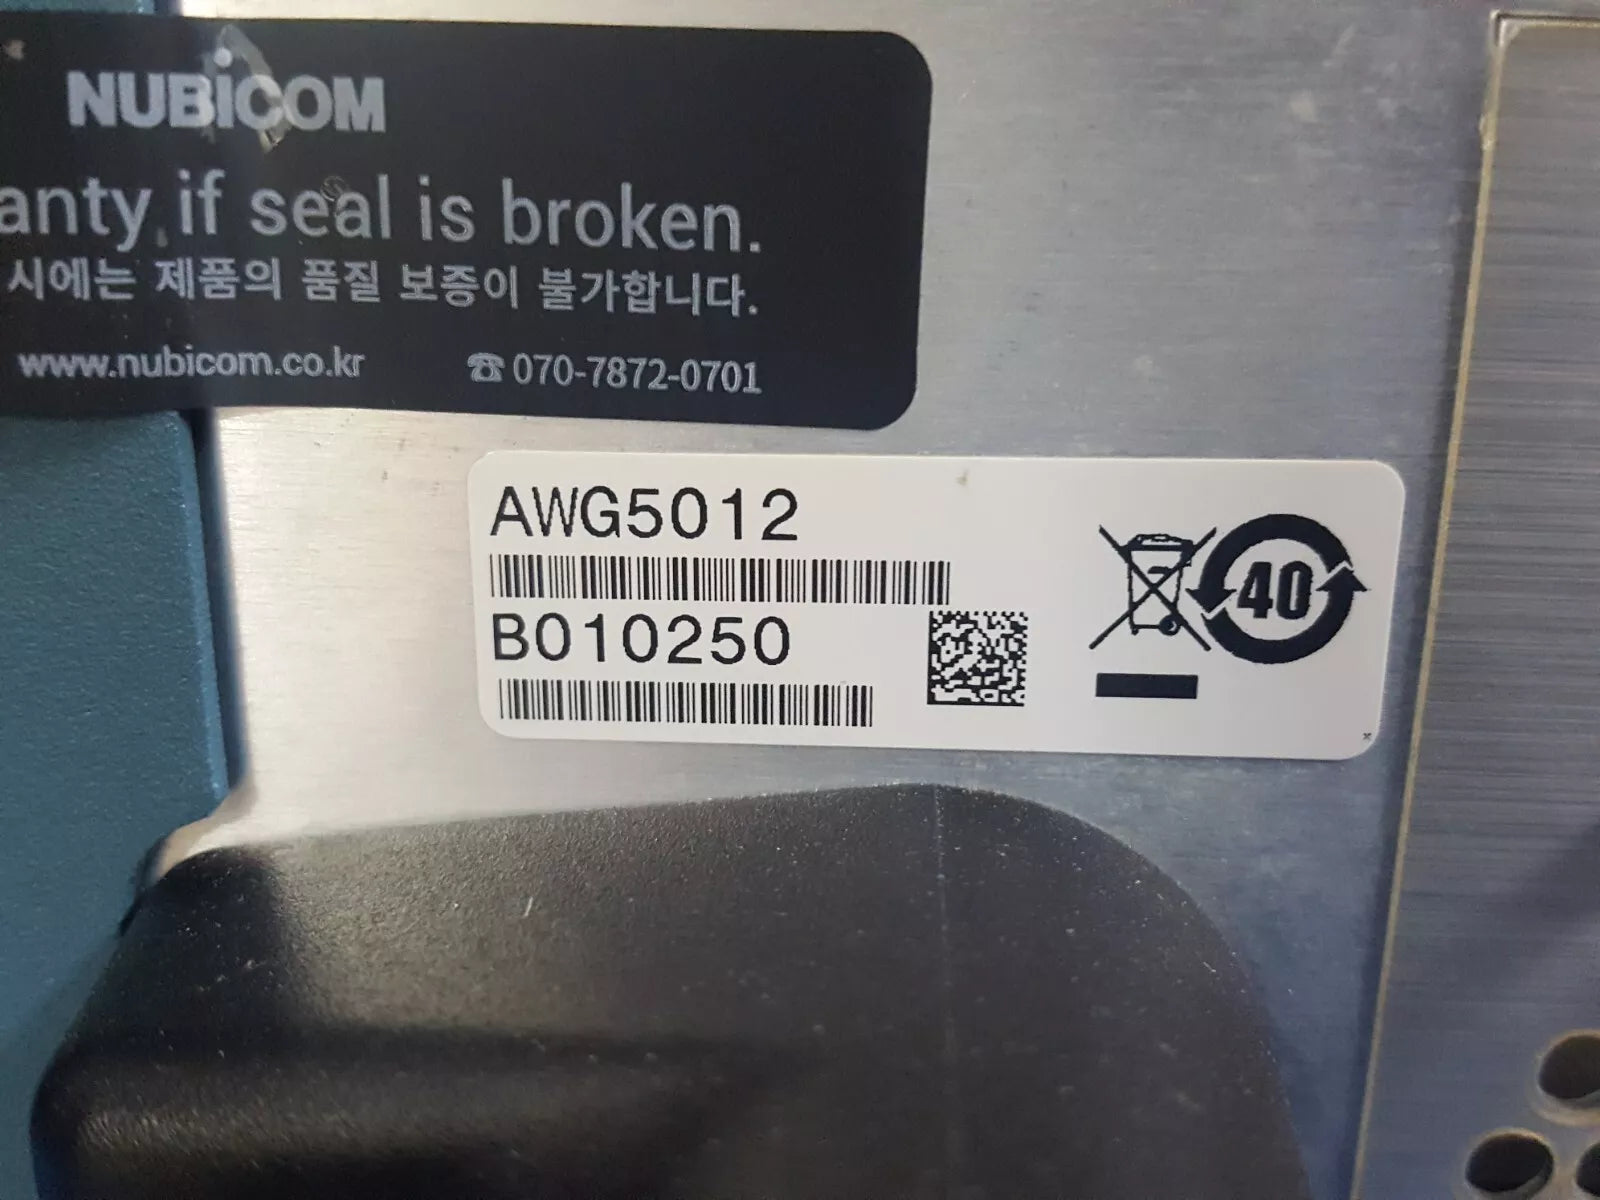 NUBiCOM
anty if seal is broken.
시에는 제품의 품질 보증이 불가합니다.
www.nubicom.co.kr ☎ 070-7872-0701
AWG5012
B010250
40